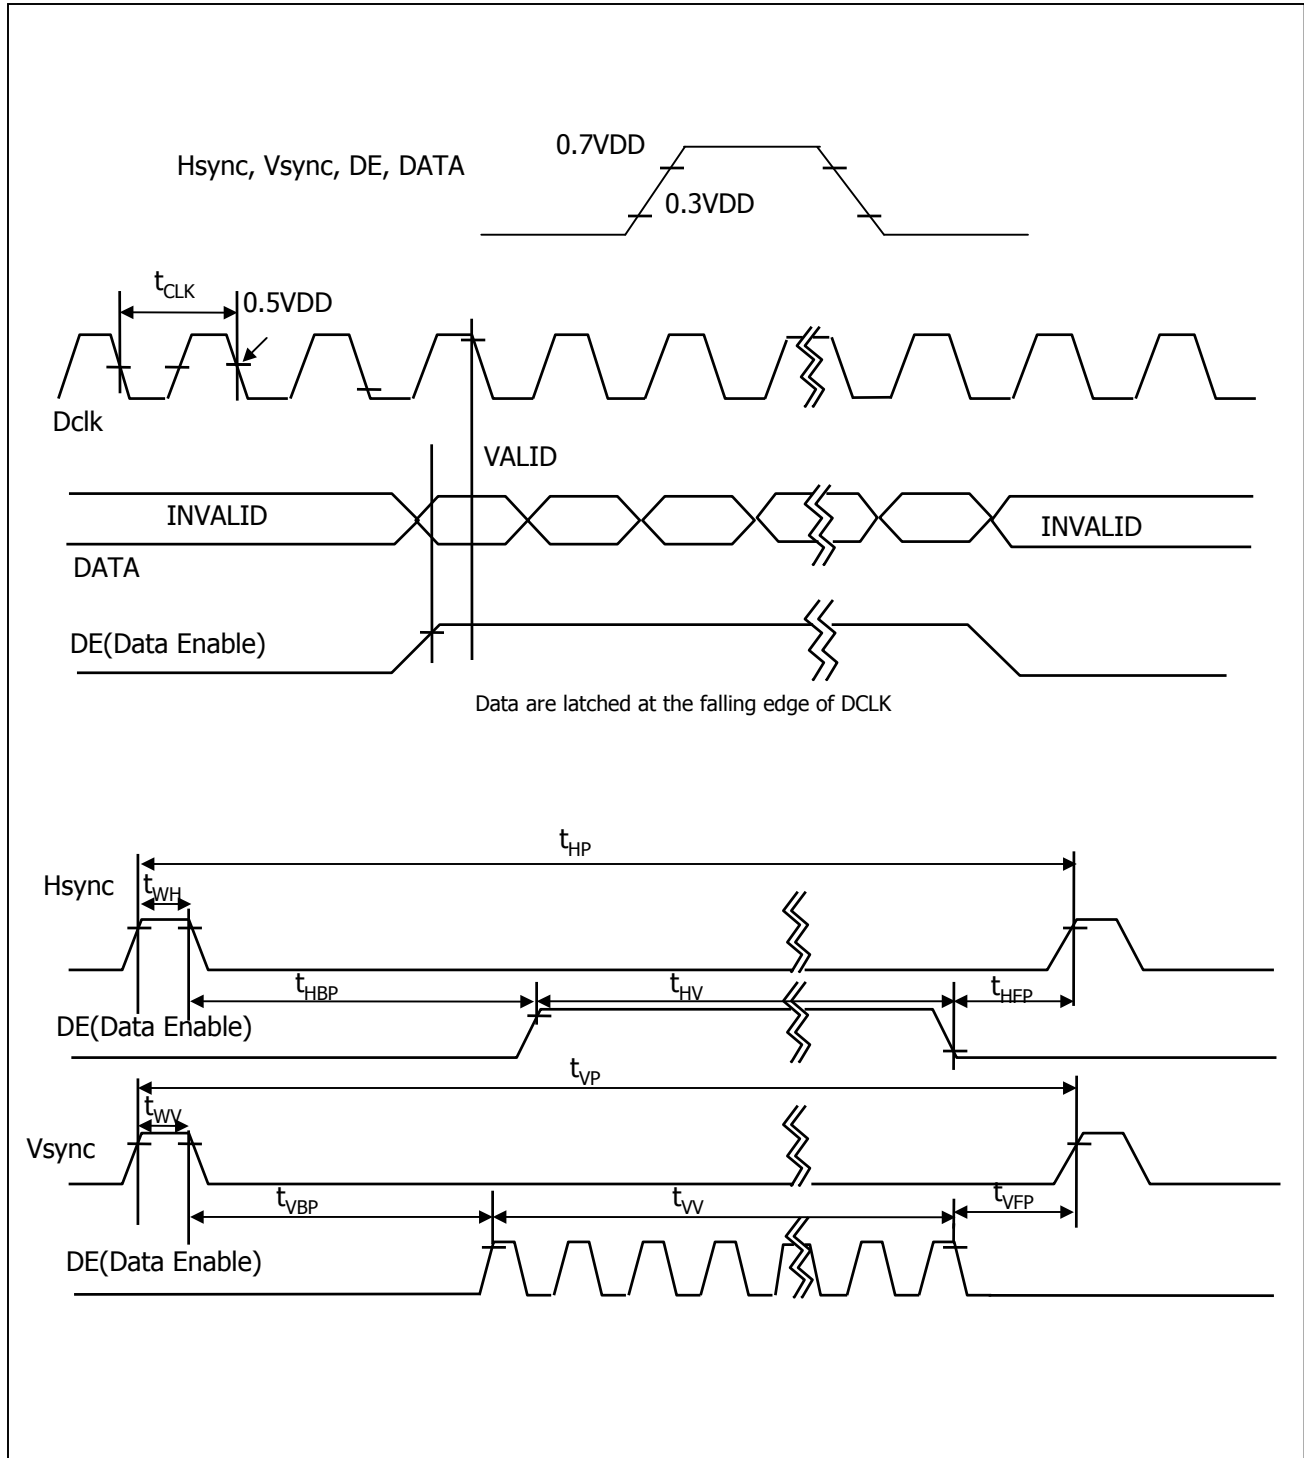 0.7VDD
Hsync, Vsync, DE, DATA
0.3VDD
tCLK
0.5VDD
Dclk
VALID
INVALID
INVALID
DATA
DE(Data Enable)
Data are latched at the falling edge of DCLK
tHP
Hsync
tWH
tHBP
tHV
tHFP
DE(Data Enable)
tVP
tWV
Vsync
tVBP
tVV
tVFP
DE(Data Enable)